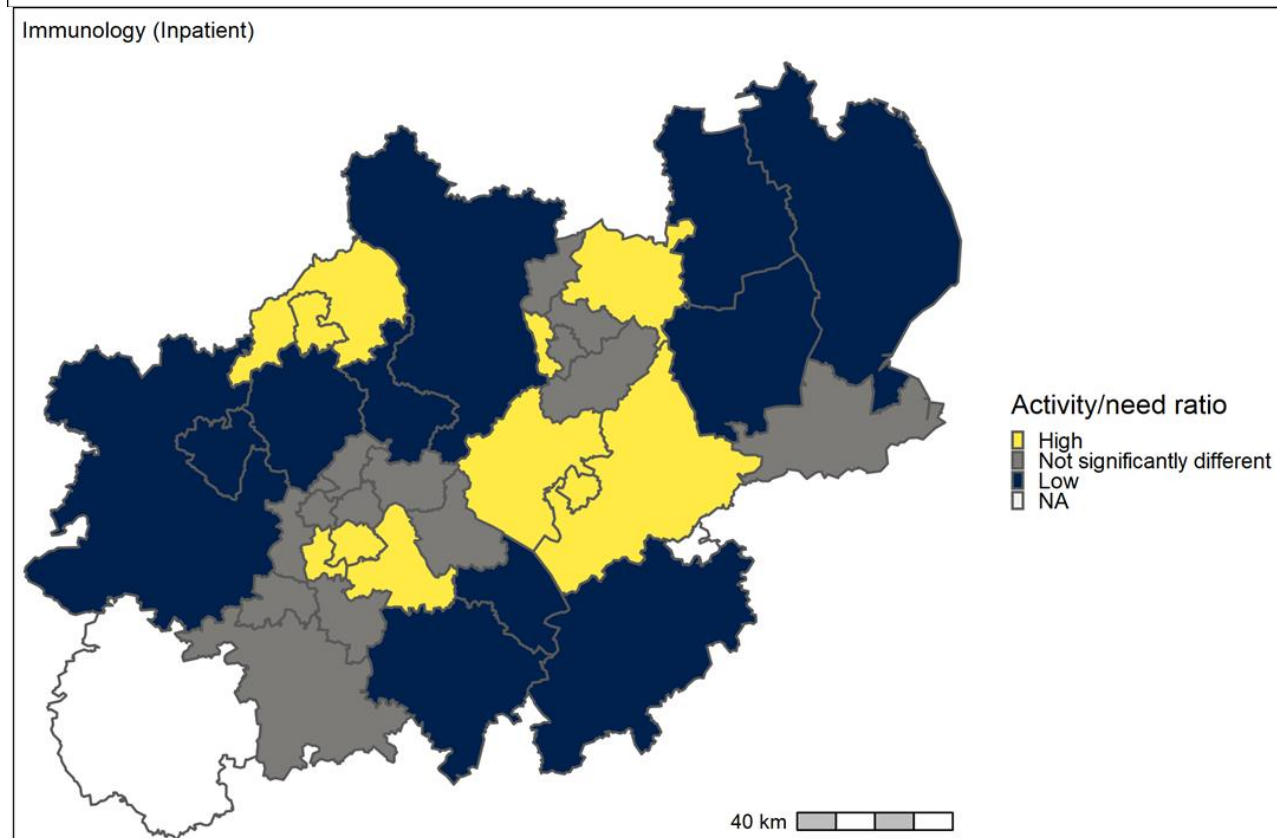 Immunology (Inpatient)
Activity/need ratio
High
Not significantly different
Low
NA
40 km